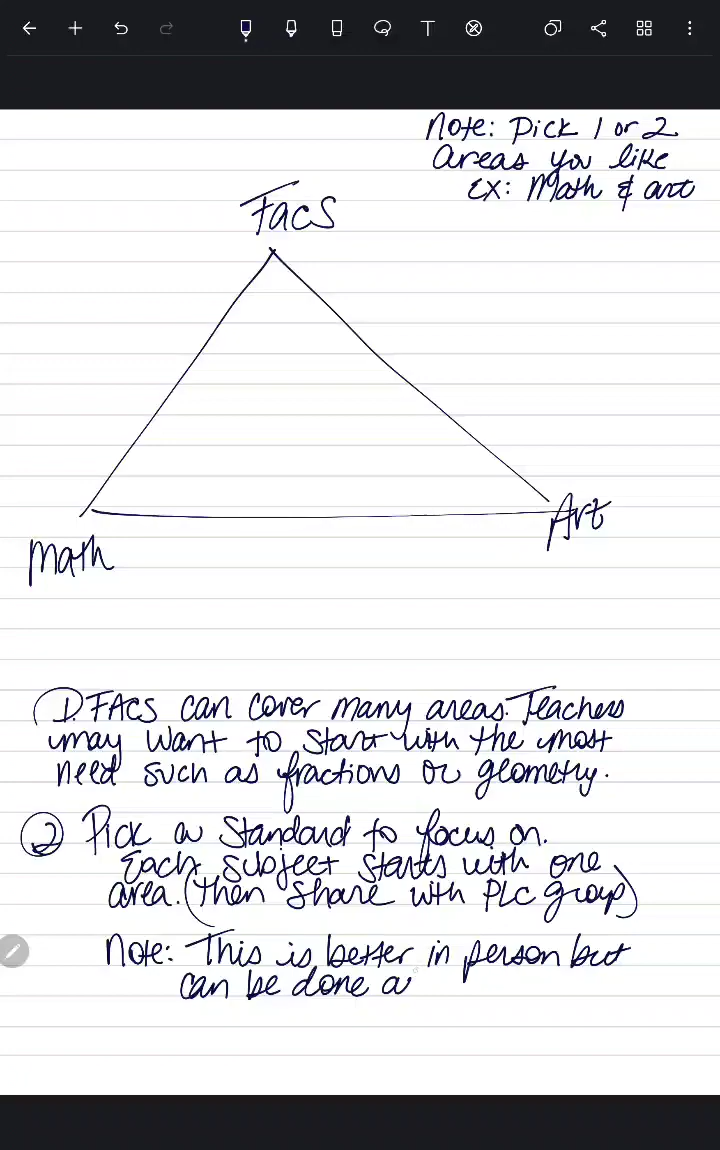 Note: Pick 1 or 2
areas you like
EX: Math & art
Facs
Math
Art
1. FACS can cover many areas. Teachers
may want to start with the most
need such as fractions or geometry.
2 Pick a standard to focus on.
Each subject starts with one
area. (Then share with PLC group)
Note: This is better in person but
can be done a